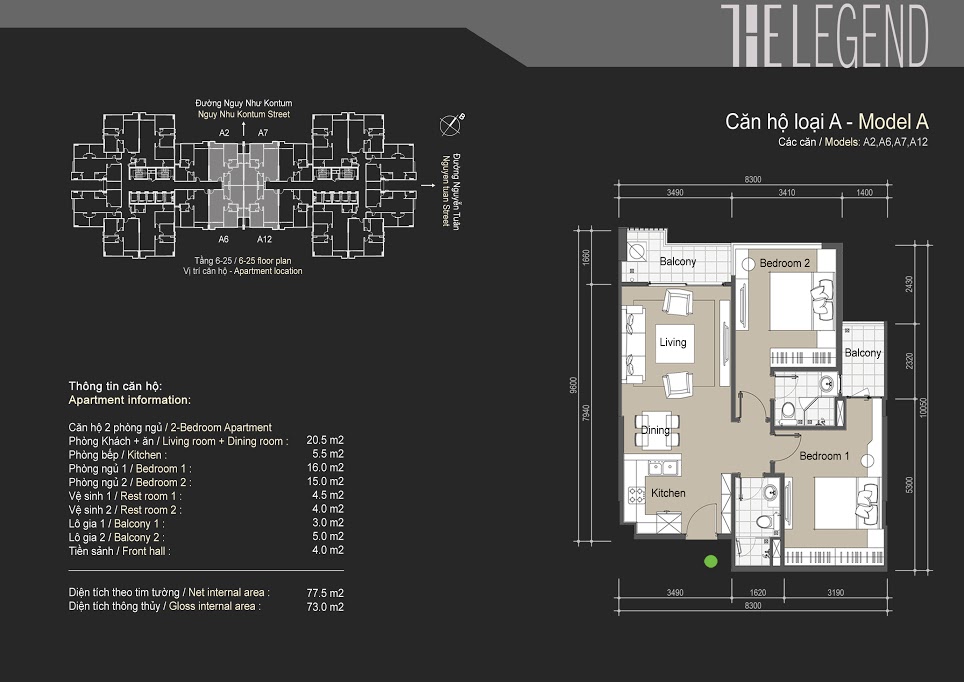 THE LEGEND
Căn hộ loại A - Model A
Các căn / Models: A2,A6,A7,A12
Đường Nguy Như Kontum
Nguy Nhu Kontum Street
A2
A7
B
Đường Nguyễn Tuân
Nguyen tuan Street
A6
A12
Tầng 6-25 / 6-25 floor plan
Vị trí căn hộ - Apartment location
8300
3490
3410
1400
1660
7940
9600
Balcony
Bedroom 2
Living
Balcony
Dining
Bedroom 1
Kitchen
2430
2320
5300
10050
3490
1620
3190
8300
Thông tin căn hộ:
Apartment information:
Căn hộ 2 phòng ngủ / 2-Bedroom Apartment
Phòng Khách + ăn / Living room + Dining room : 20.5 m2
Phòng bếp / Kitchen : 5.5 m2
Phòng ngủ 1 / Bedroom 1 : 16.0 m2
Phòng ngủ 2 / Bedroom 2 : 15.0 m2
Vệ sinh 1 / Rest room 1 : 4.5 m2
Vệ sinh 2 / Rest room 2 : 4.0 m2
Lô gia 1 / Balcony 1 : 3.0 m2
Lô gia 2 / Balcony 2 : 5.0 m2
Tiền sảnh / Front hall : 4.0 m2
Diện tích theo tim tường / Net internal area : 77.5 m2
Diện tích thông thủy / Gloss internal area : 73.0 m2